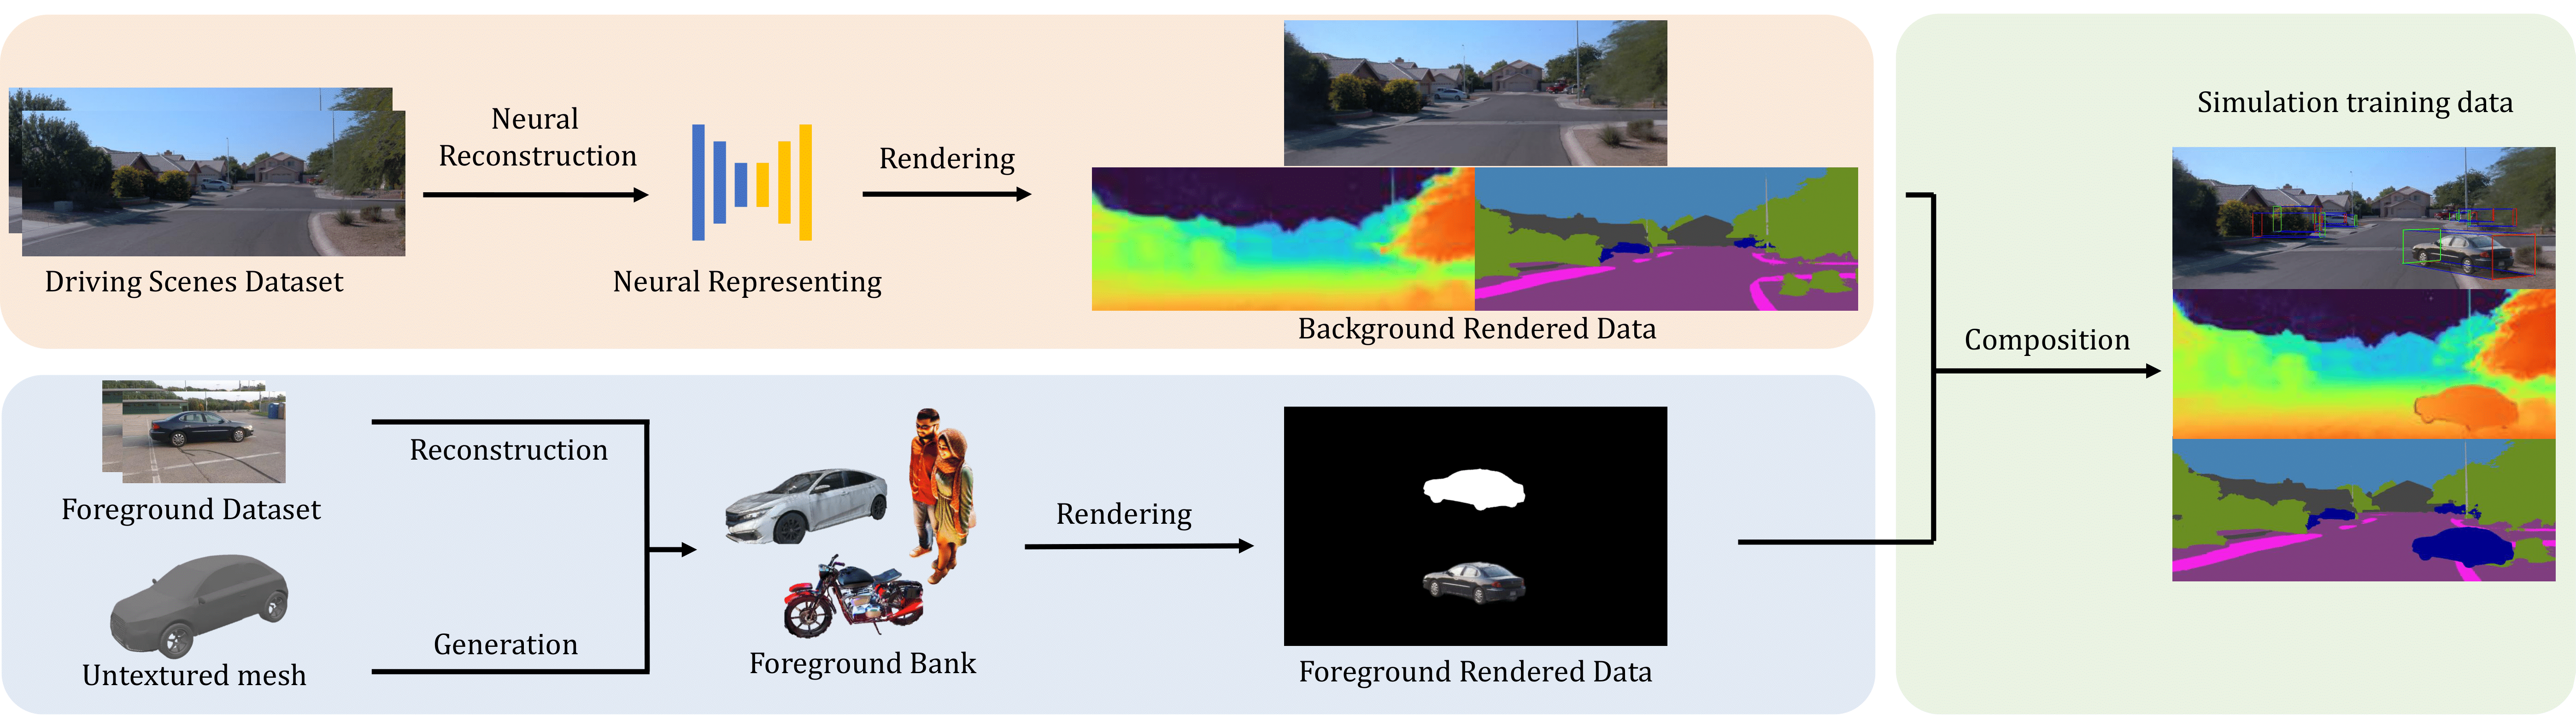 Neural
Reconstruction
Rendering
Driving Scenes Dataset
Neural Representing
Background Rendered Data
Reconstruction
Foreground Dataset
Rendering
Generation
Untextured mesh
Foreground Bank
Foreground Rendered Data
Simulation training data
Composition